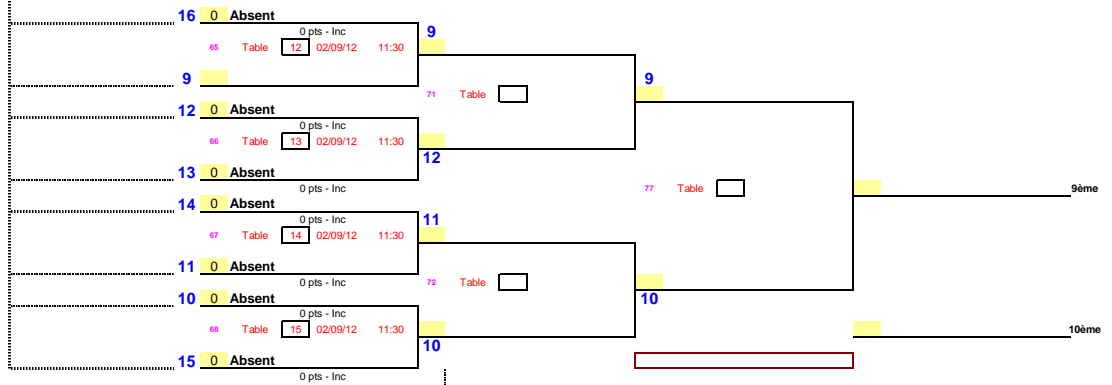 16 0 Absent
0 pts - Inc
9
65 Table 12 02/09/12 11:30
9
9
71 Table
12 0 Absent
0 pts - Inc
66 Table 13 02/09/12 11:30
12
13 0 Absent
0 pts - Inc
77 Table
9ème
14 0 Absent
0 pts - Inc
11
67 Table 14 02/09/12 11:30
11 0 Absent
0 pts - Inc
72 Table
10 0 Absent
10
0 pts - Inc
68 Table 15 02/09/12 11:30
10ème
10
15 0 Absent
0 pts - Inc